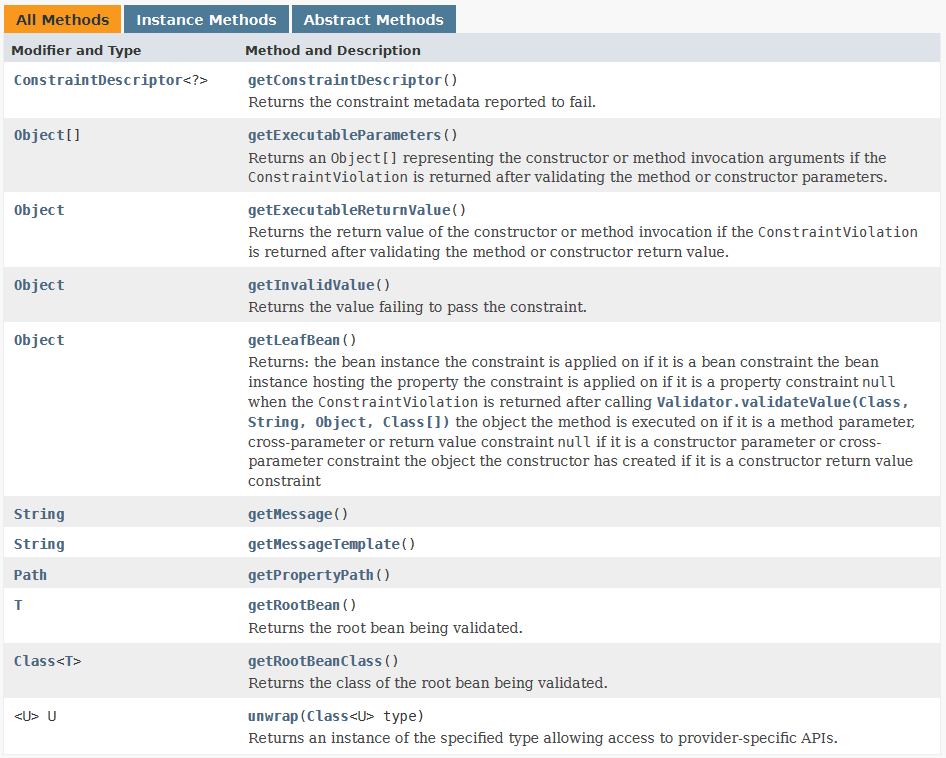 All Methods Instance Methods Abstract Methods
Modifier and Type Method and Description
ConstraintDescriptor<?> getConstraintDescriptor()
Returns the constraint metadata reported to fail.
Object[] getExecutableParameters()
Returns an Object[] representing the constructor or method invocation arguments if the
ConstraintViolation is returned after validating the method or constructor parameters.
Object getExecutableReturnValue()
Returns the return value of the constructor or method invocation if the ConstraintViolation
is returned after validating the method or constructor return value.
Object getInvalidValue()
Returns the value failing to pass the constraint.
Object getLeafBean()
Returns: the bean instance the constraint is applied on if it is a bean constraint the bean
instance hosting the property the constraint is applied on if it is a property constraint null
when the ConstraintViolation is returned after calling Validator.validateValue(Class,
String, Object, Class[]) the object the method is executed on if it is a method parameter,
cross-parameter or return value constraint null if it is a constructor parameter or cross-
parameter constraint the object the constructor has created if it is a constructor return value
constraint
String getMessage()
String getMessageTemplate()
Path getPropertyPath()
T getRootBean()
Returns the root bean being validated.
Class<T> getRootBeanClass()
Returns the class of the root bean being validated.
<U> U unwrap(Class<U> type)
Returns an instance of the specified type allowing access to provider-specific APIs.